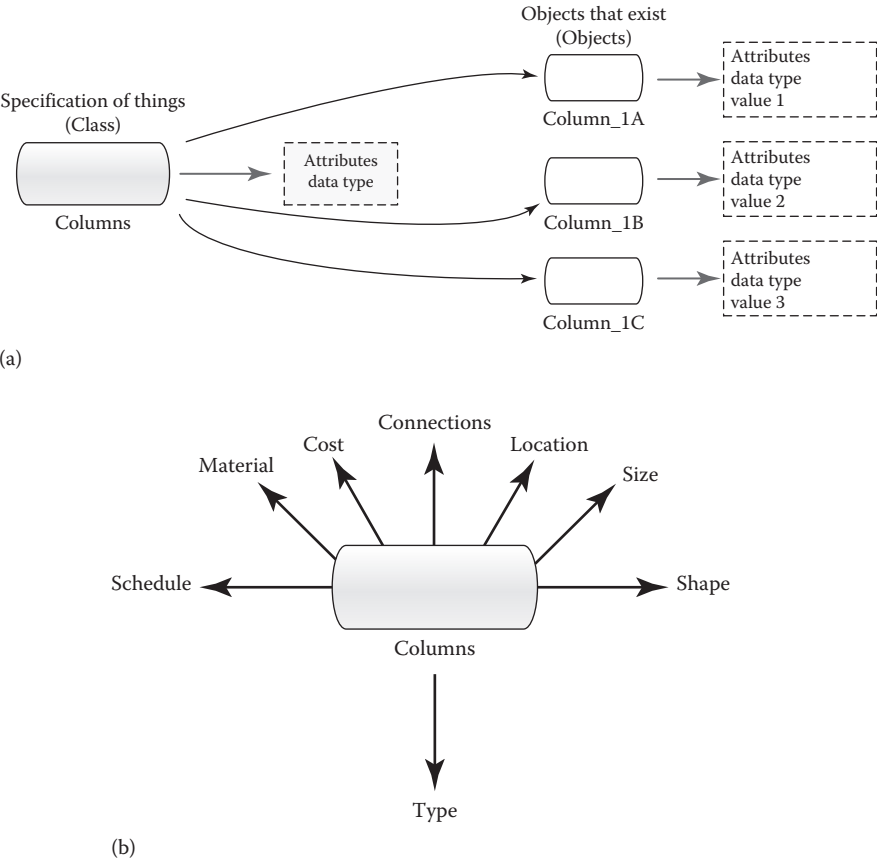 Objects that exist
(Objects)
Specification of things
(Class)
Columns
Attributes
data type
Column_1A
Attributes
data type
value 1
Column_1B
Attributes
data type
value 2
Column_1C
Attributes
data type
value 3
(a)
Schedule
Material
Cost
Connections
Location
Size
Shape
Columns
Type
(b)